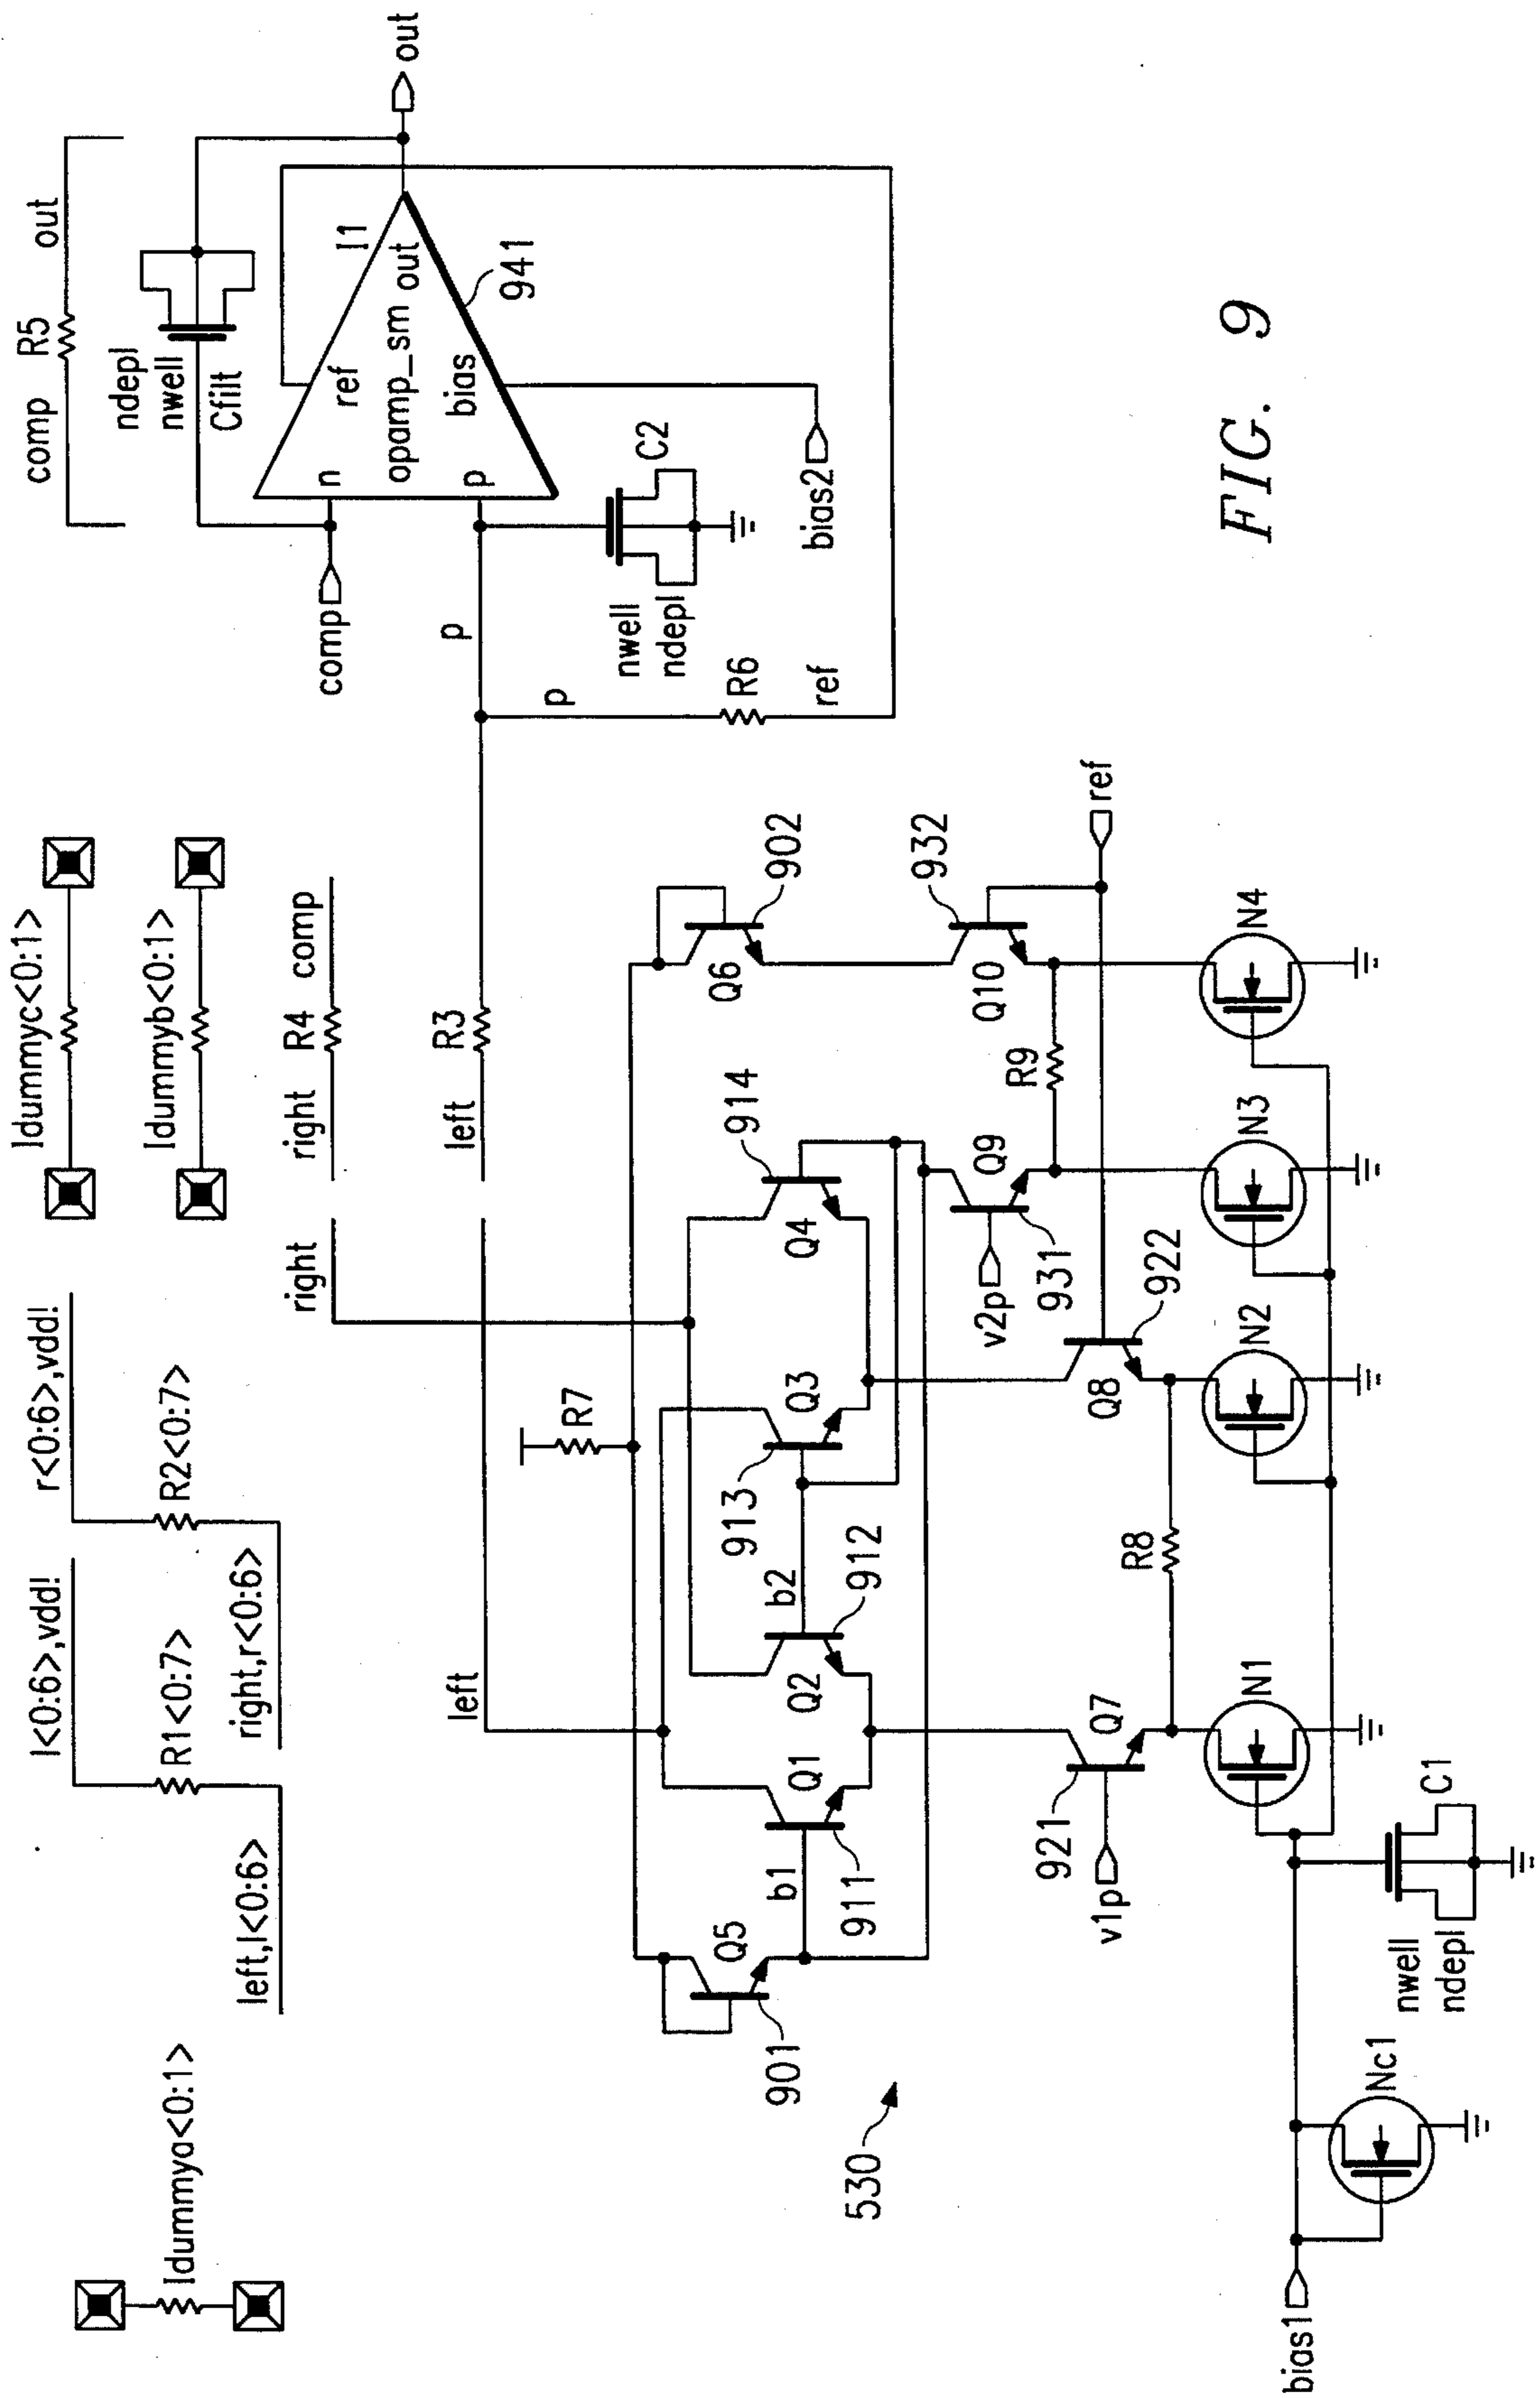 Idummya<0:1>
l<0:6>,vdd!
R1<0:7>
left,l<0:6>
r<0:6>,vdd!
R2<0:7>
right,r<0:6>
Idummyc<0:1>
Idummyb<0:1>
right R4 comp
left R3
right
left
comp R5 out
ndepl
nwell
Cfilt
comp
n
ref
I1
opamp_sm out
p
bias
941
out
p
p
C2
nwell
ndepl
R6
ref
bias2
R7
901
Q5
b1
911
Q1
Q2
b2
912
913
Q3
Q4
914
Q6
902
530
921
v1p
Q7
R8
Q8
922
v2p
931
Q9
R9
Q10
932
ref
bias1
Nc1
nwell
ndepl
C1
N1
N2
N3
N4
FIG. 9